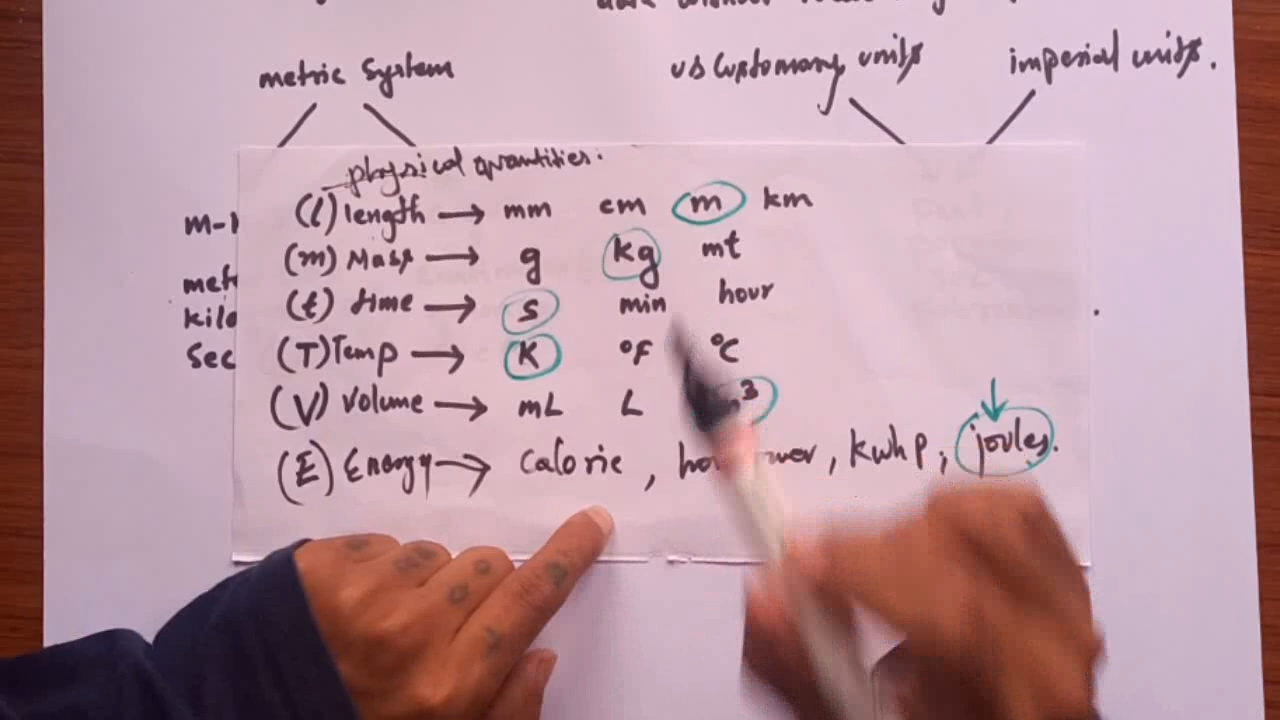 metric System
us Customary units
imperial units.
physical quantities.
(l) length → mm cm m km
(m) Mass → g kg mt
(t) time → s min hour
(T) Temp → K °F °C
(V) Volume → mL L 3
(E) Energy → Calorie, kwhp, joules.
m-
met
kilo
Sec